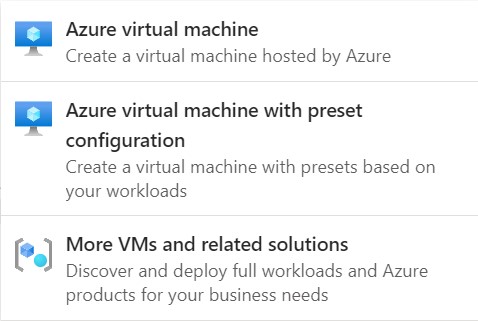 Azure virtual machine
Create a virtual machine hosted by Azure
Azure virtual machine with preset
configuration
Create a virtual machine with presets based on
your workloads
More VMs and related solutions
Discover and deploy full workloads and Azure
products for your business needs